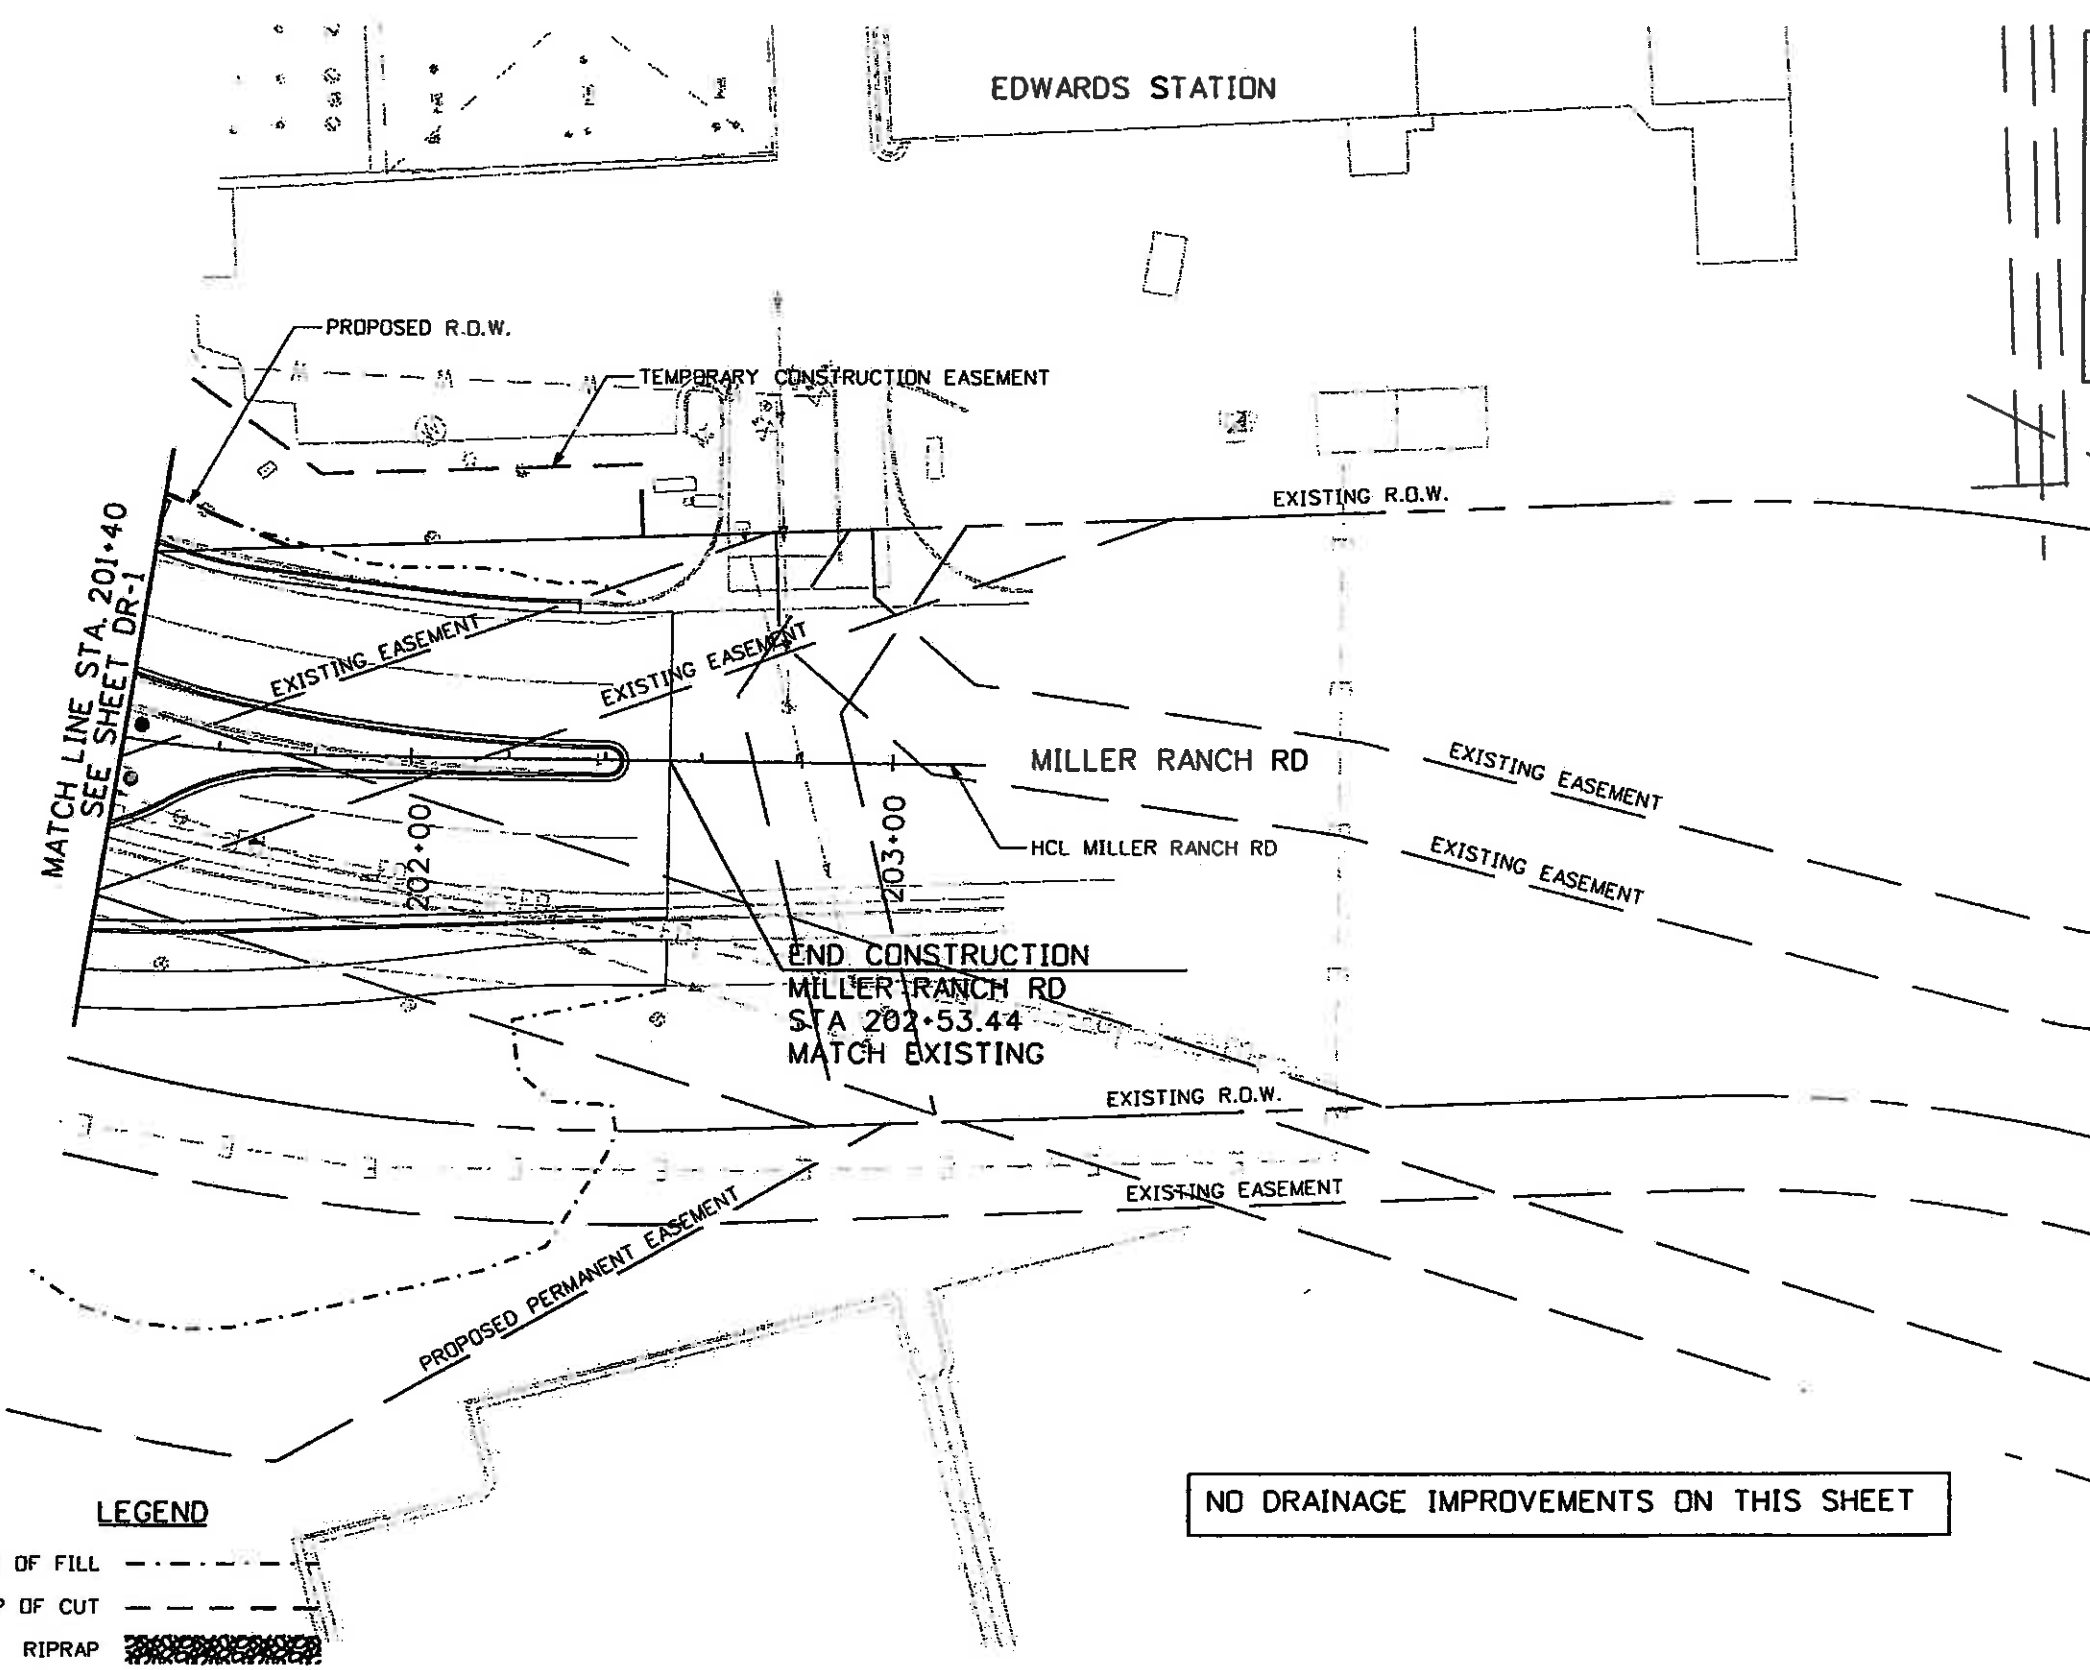 EDWARDS STATION
PROPOSED R.O.W.
TEMPORARY CONSTRUCTION EASEMENT
EXISTING R.O.W.
MATCH LINE STA. 201+40
SEE SHEET DR-1
EXISTING EASEMENT
EXISTING EASEMENT
MILLER RANCH RD
EXISTING EASEMENT
HCL MILLER RANCH RD
EXISTING EASEMENT
202+00
203+00
END CONSTRUCTION
MILLER RANCH RD
STA 202+53.44
MATCH EXISTING
EXISTING R.O.W.
EXISTING EASEMENT
PROPOSED PERMANENT EASEMENT
NO DRAINAGE IMPROVEMENTS ON THIS SHEET
LEGEND
OF FILL
P OF CUT
RIPRAP